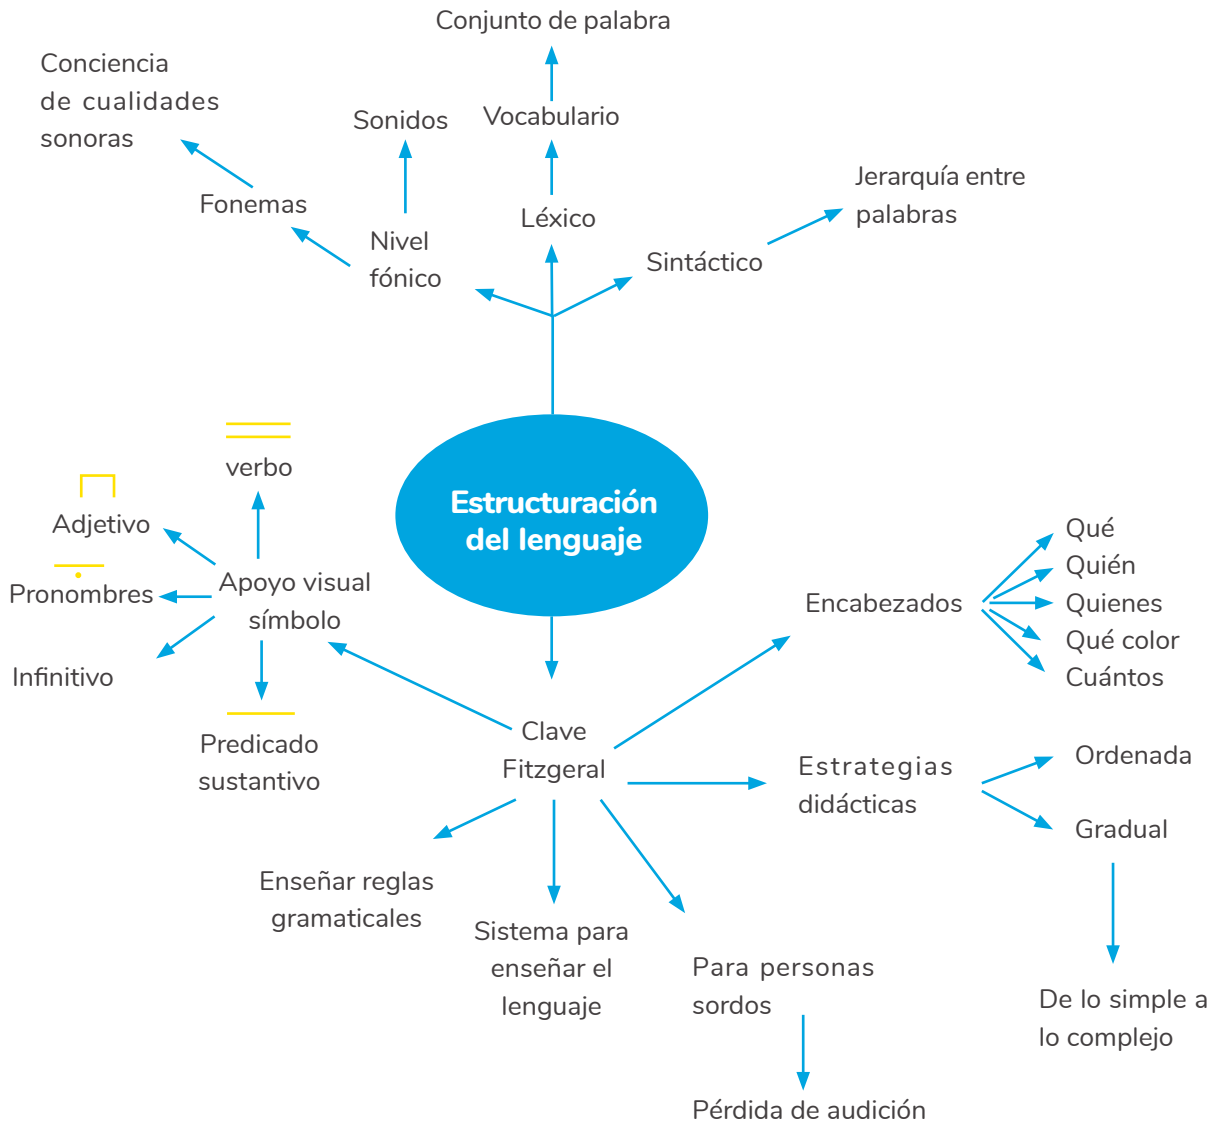 Conjunto de palabra
Conciencia
de cualidades
sonoras
Sonidos
Vocabulario
Fonemas
Léxico
Jerarquía entre
palabras
Nivel
fónico
Sintáctico
Estructuración
del lenguaje
verbo
Adjetivo
Pronombres
Apoyo visual
símbolo
Infinitivo
Predicado
sustantivo
Encabezados
Qué
Quién
Quienes
Qué color
Cuántos
Clave
Fitzgeral
Estrategias
didácticas
Ordenada
Gradual
Enseñar reglas
gramaticales
Sistema para
enseñar el
lenguaje
Para personas
sordos
De lo simple a
lo complejo
Pérdida de audición